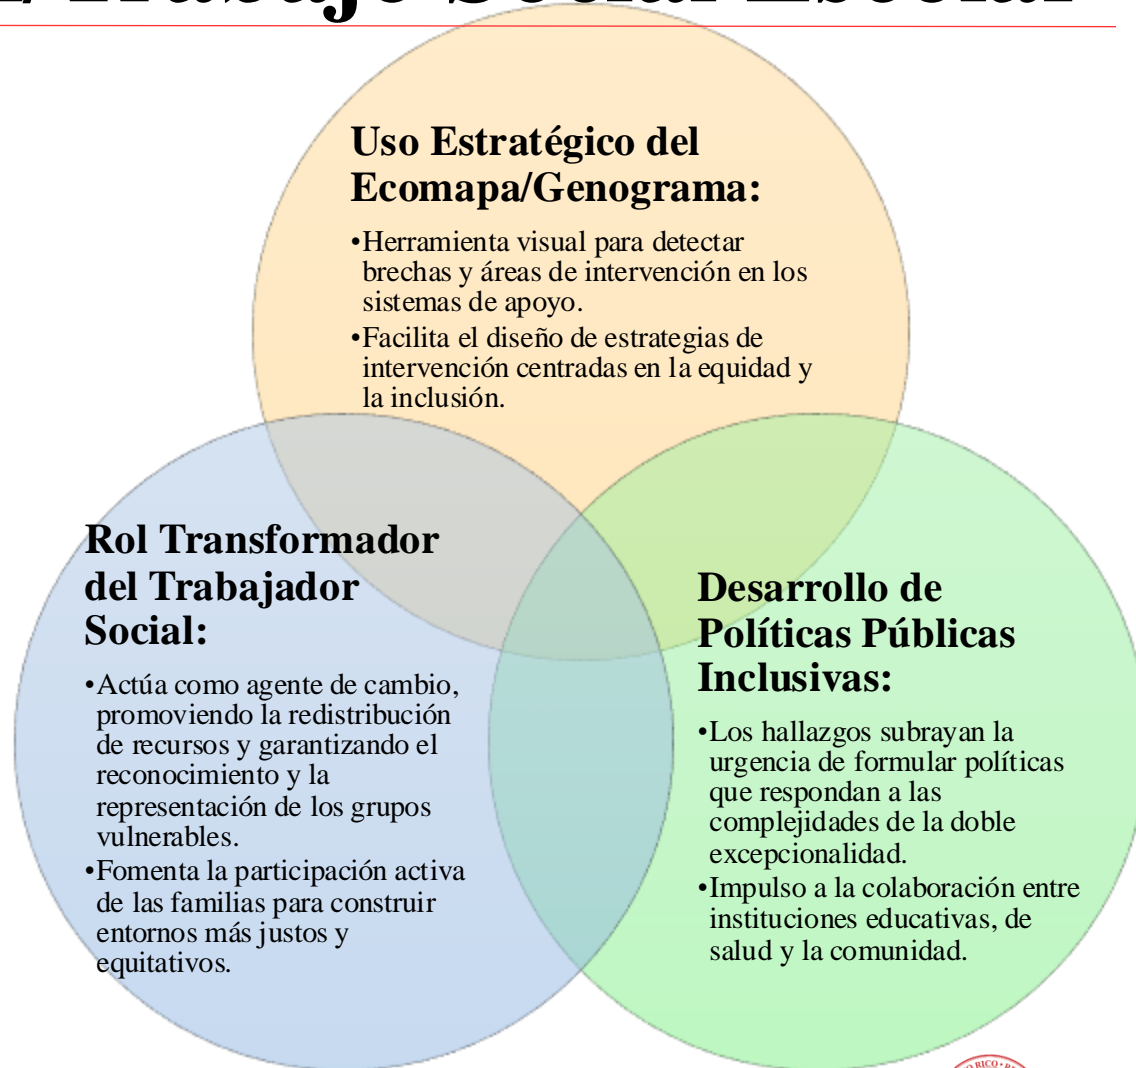 Trabajo Social Escolar
Uso Estratégico del
Ecomapa/Genograma:
•Herramienta visual para detectar
brechas y áreas de intervención en los
sistemas de apoyo.
•Facilita el diseño de estrategias de
intervención centradas en la equidad y
la inclusión.
Rol Transformador
del Trabajador
Social:
•Actúa como agente de cambio,
promoviendo la redistribución
de recursos y garantizando el
reconocimiento y la
representación de los grupos
vulnerables.
•Fomenta la participación activa
de las familias para construir
entornos más justos y
equitativos.
Desarrollo de
Políticas Públicas
Inclusivas:
•Los hallazgos subrayan la
urgencia de formular políticas
que respondan a las
complejidades de la doble
excepcionalidad.
•Impulso a la colaboración entre
instituciones educativas, de
salud y la comunidad.
RICO